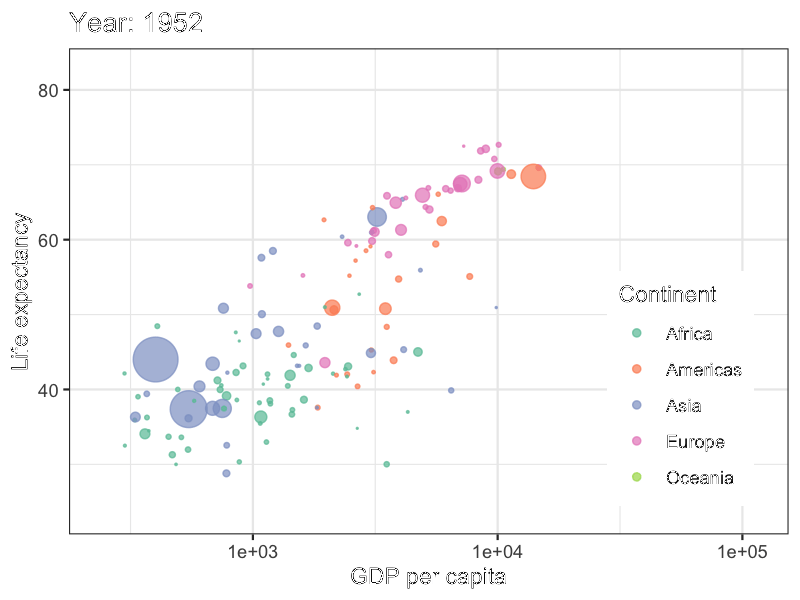 Year: 1952
80
60
40
Life expectancy
1e+03
1e+04
1e+05
GDP per capita
Continent
Africa
Americas
Asia
Europe
Oceania